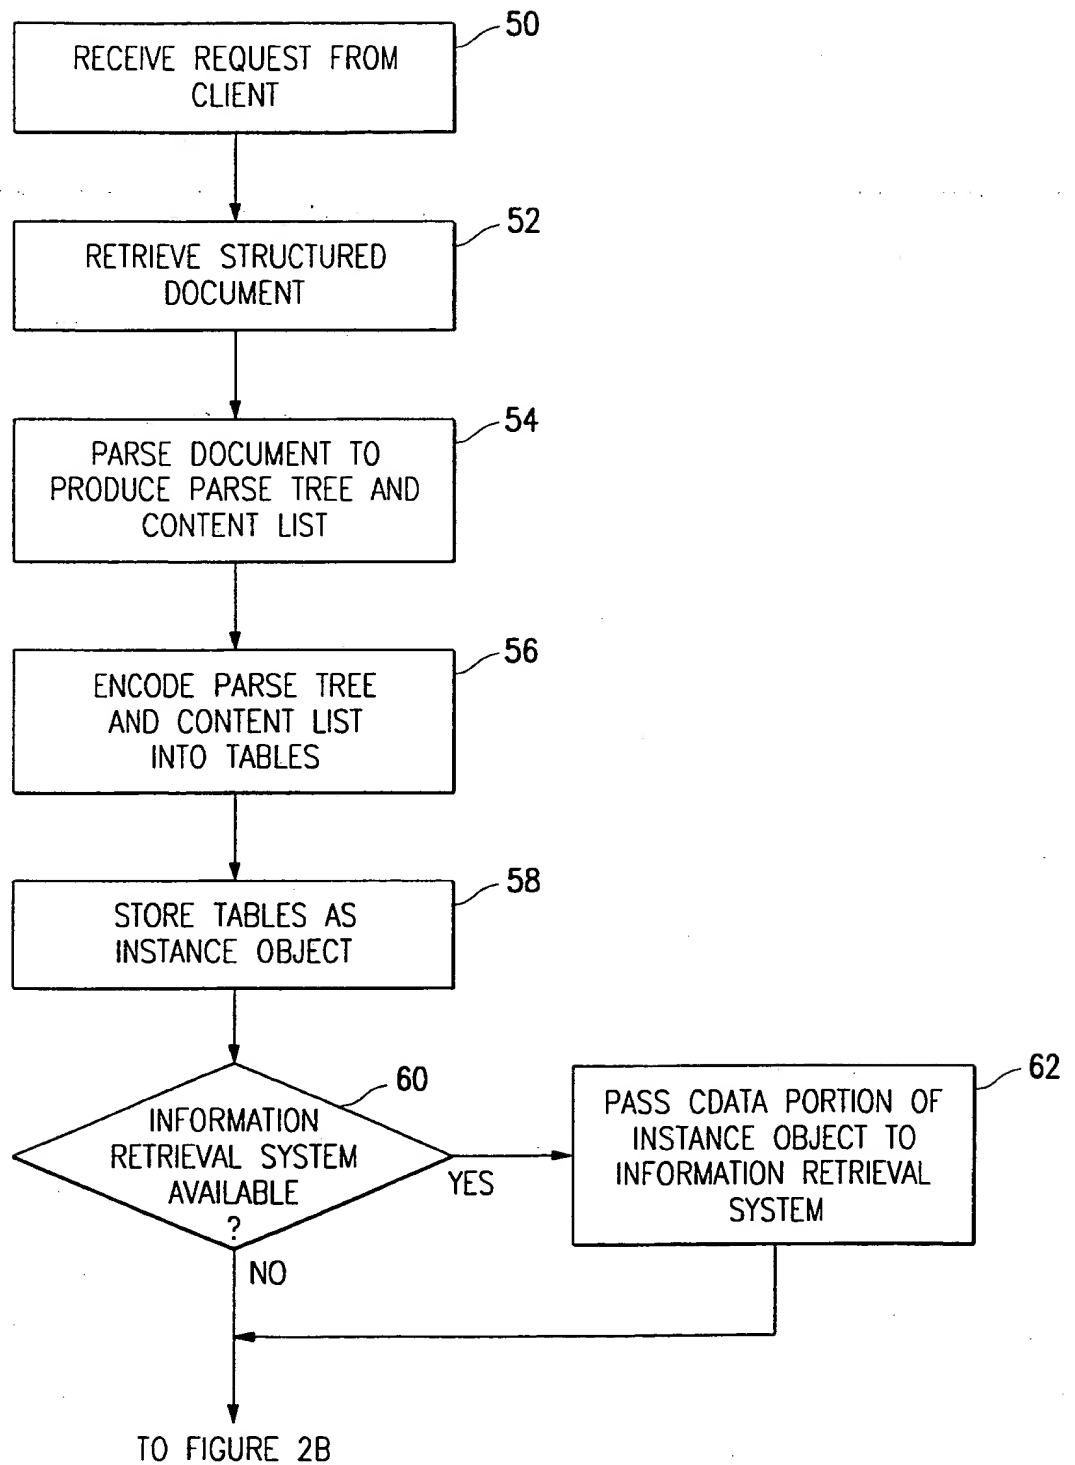 50
RECEIVE REQUEST FROM
CLIENT
52
RETRIEVE STRUCTURED
DOCUMENT
54
PARSE DOCUMENT TO
PRODUCE PARSE TREE AND
CONTENT LIST
56
ENCODE PARSE TREE
AND CONTENT LIST
INTO TABLES
58
STORE TABLES AS
INSTANCE OBJECT
60
INFORMATION
RETRIEVAL SYSTEM
AVAILABLE
?
YES
NO
62
PASS CDATA PORTION OF
INSTANCE OBJECT TO
INFORMATION RETRIEVAL
SYSTEM
TO FIGURE 2B